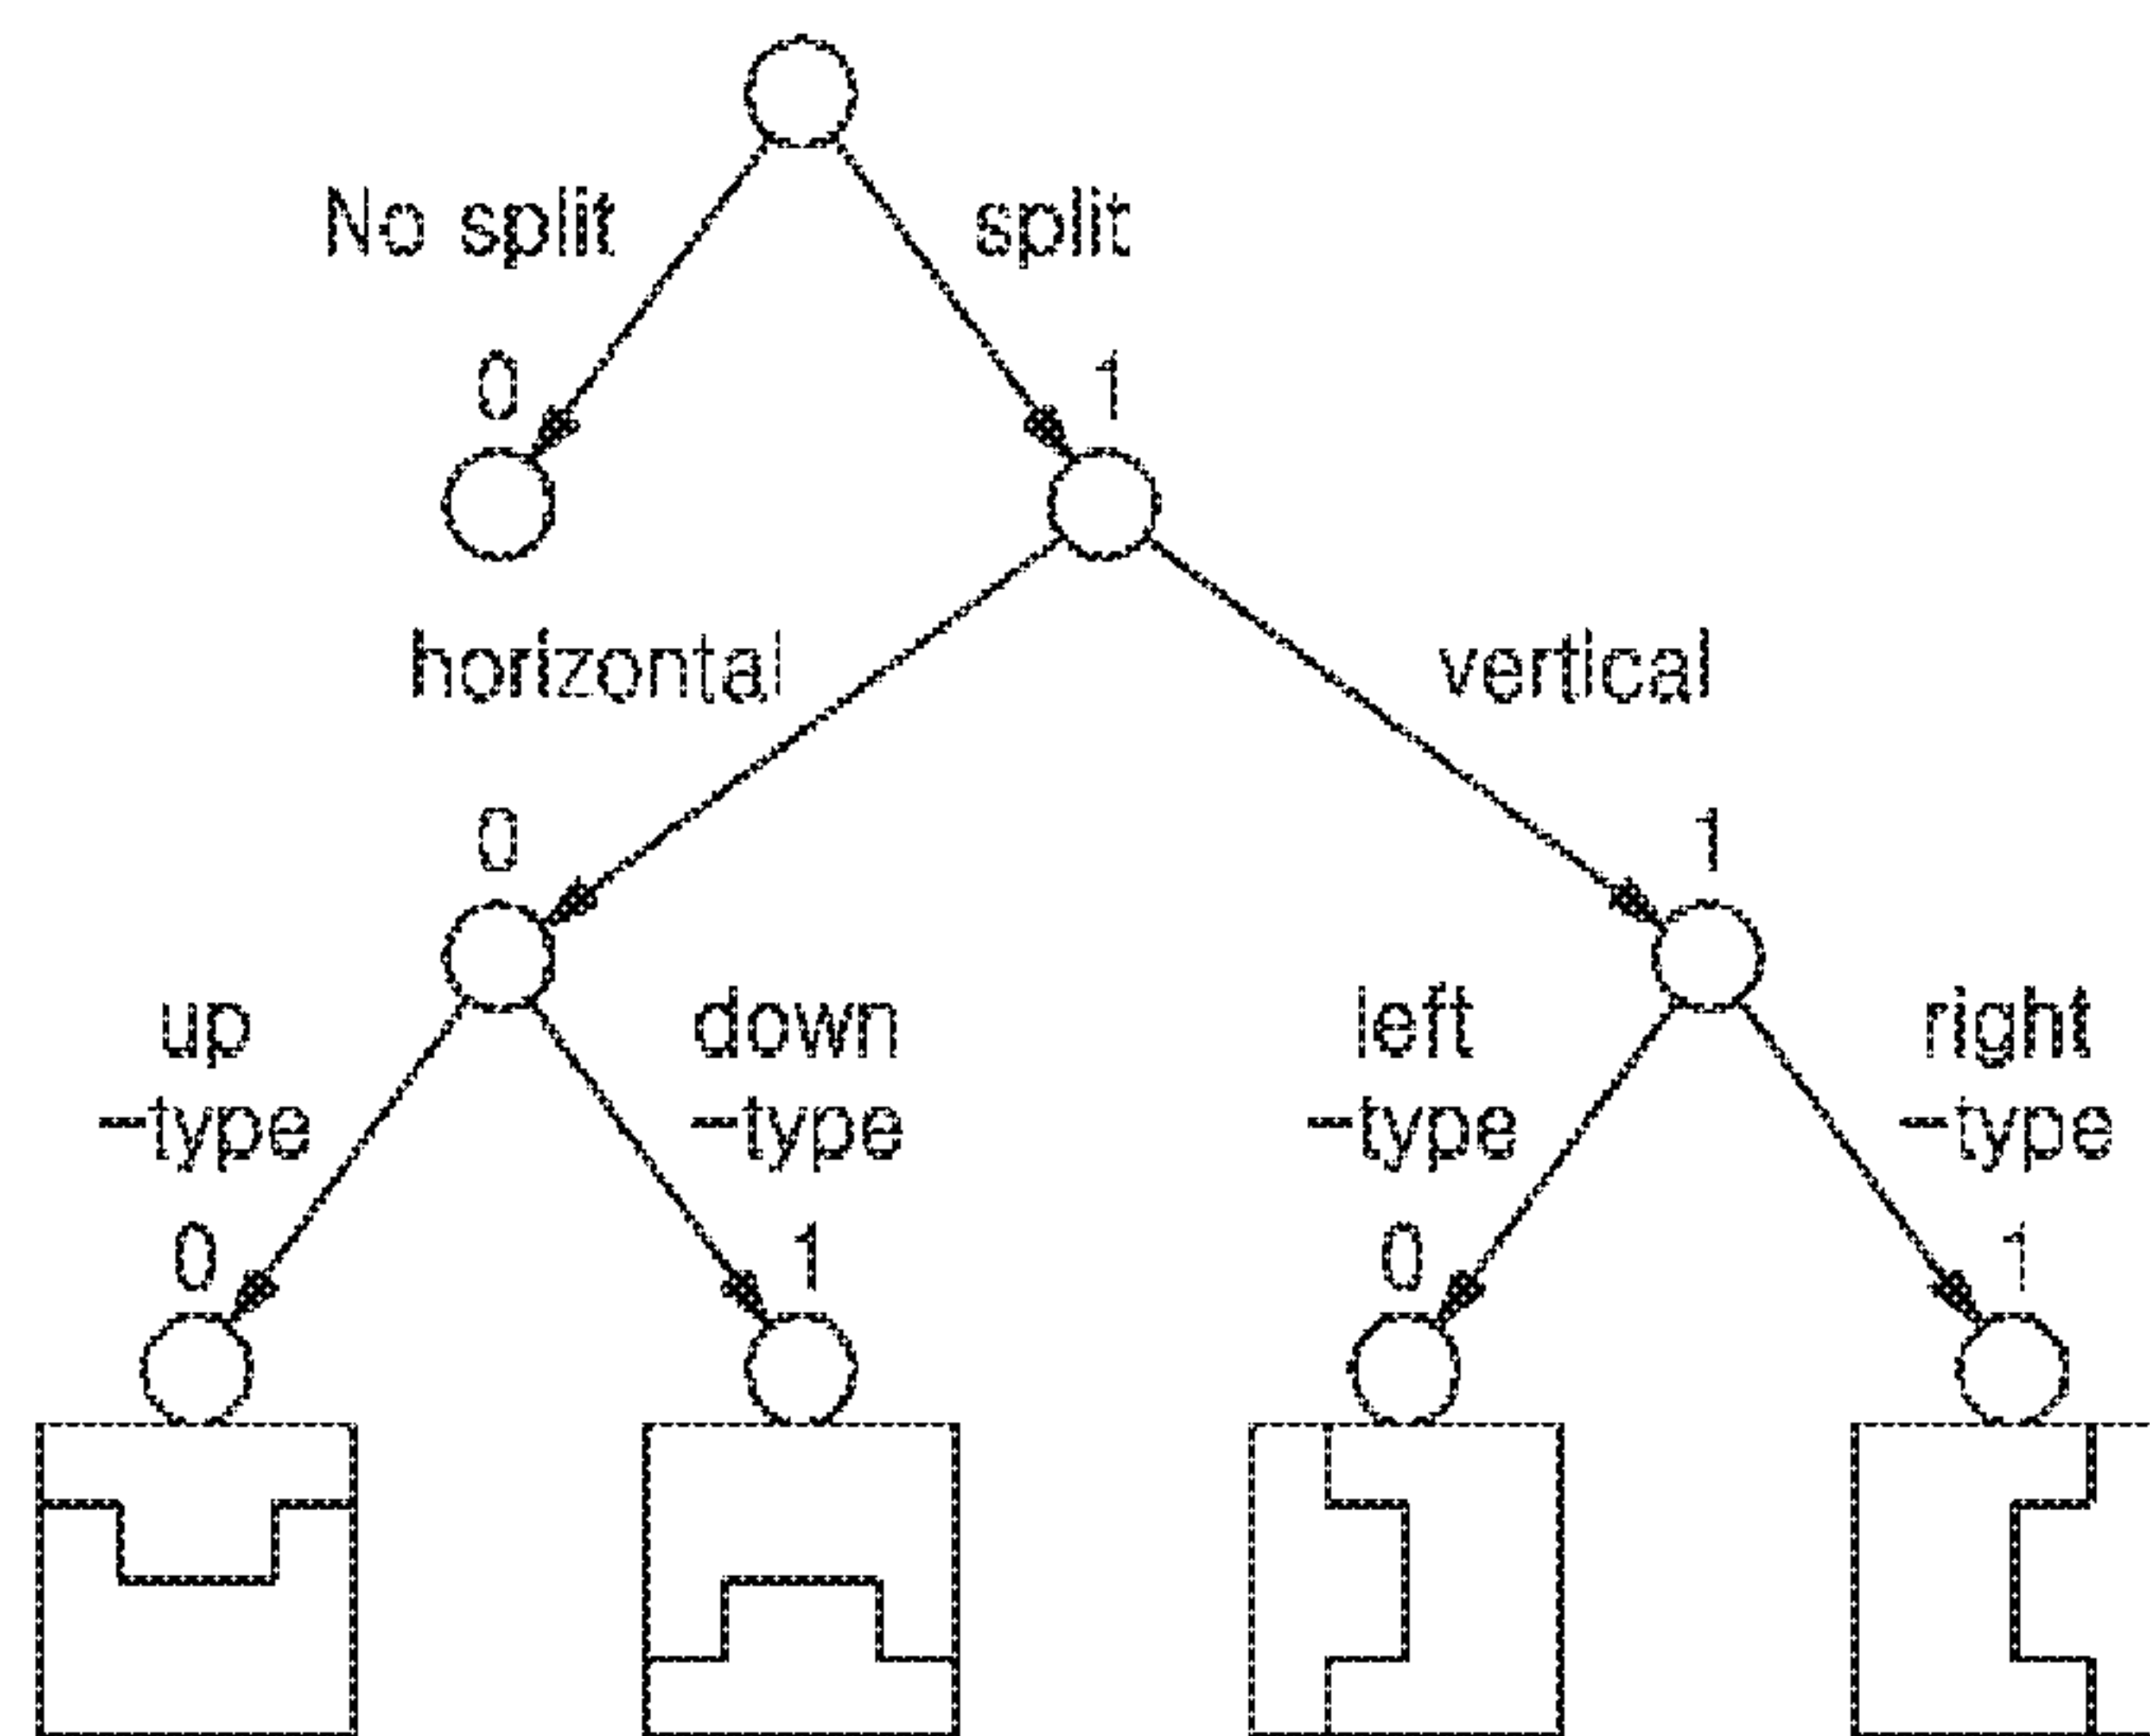 No split
split
0
1
horizontal
vertical
0
1
up
-type
down
-type
left
-type
right
-type
0
1
0
1